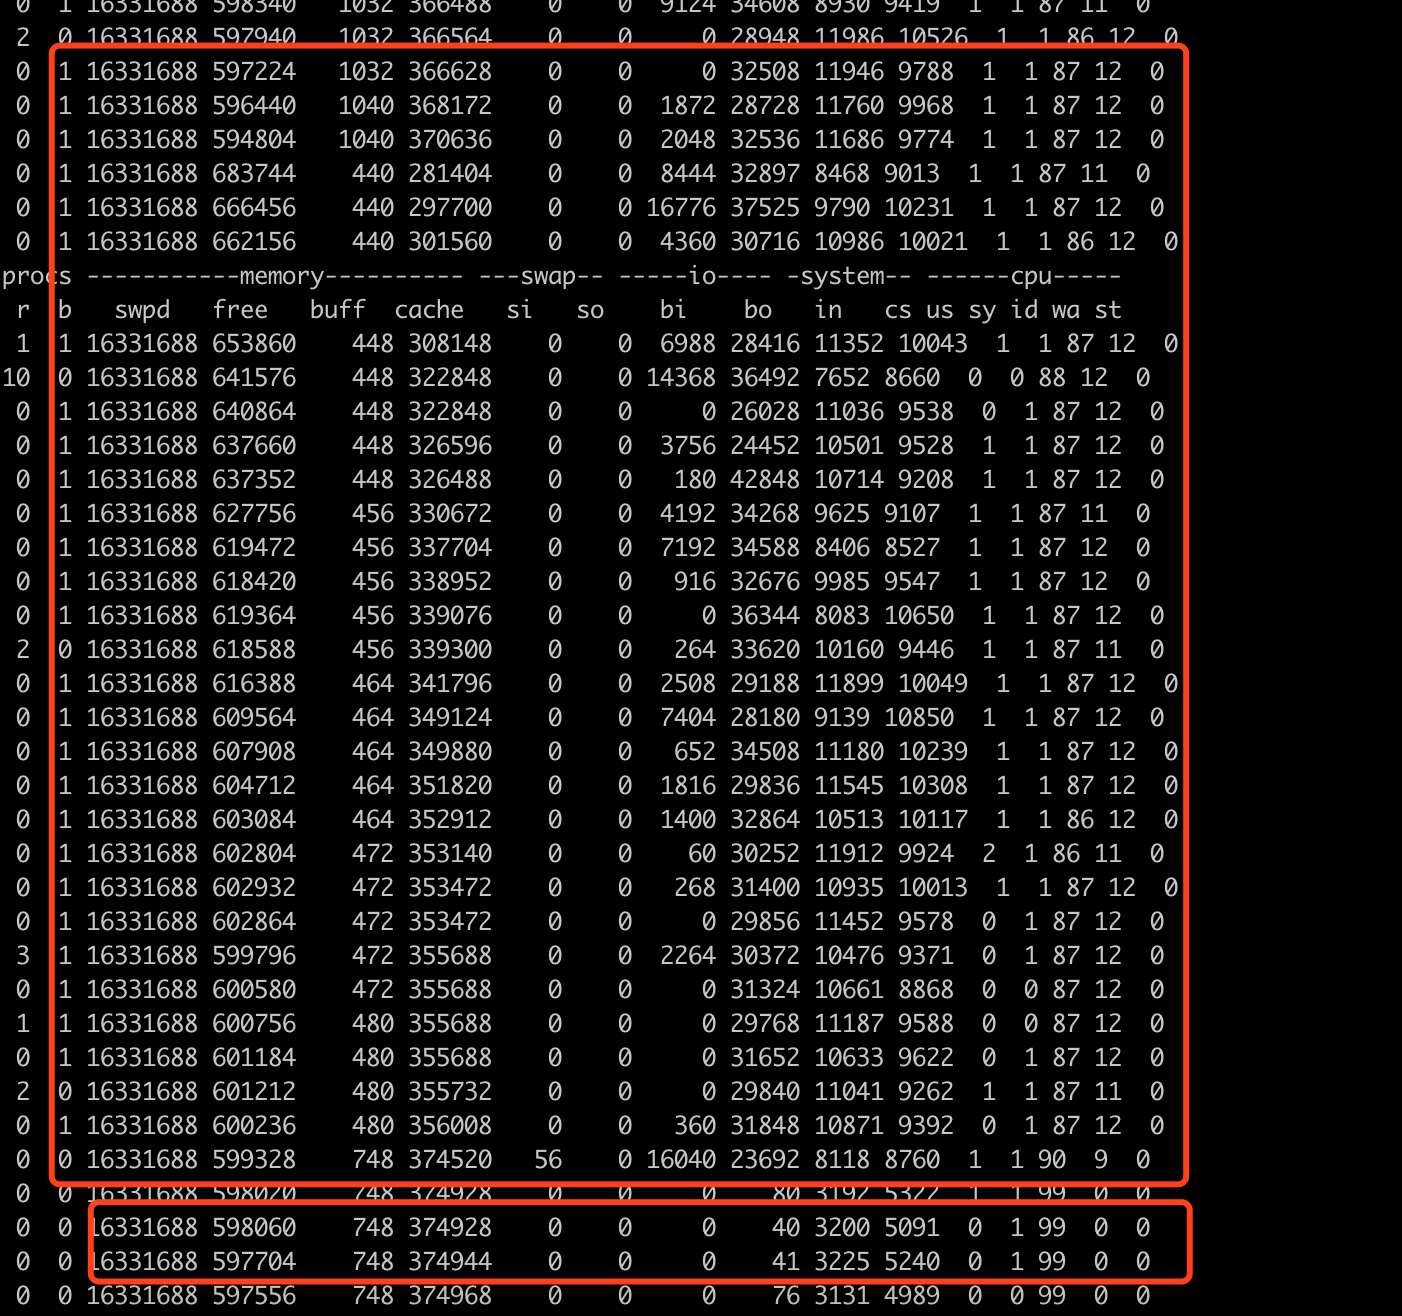 0  1 16331688 598340   1032 366488    0    0  9124 34608 8930 9419  1  1 87 11  0
2  0 16331688 597940   1032 366564    0    0     0 28948 11986 10526  1  1 86 12  0
0  1 16331688 597224   1032 366628    0    0     0 32508 11946 9788  1  1 87 12  0
0  1 16331688 596440   1040 368172    0    0  1872 28728 11760 9968  1  1 87 12  0
0  1 16331688 594804   1040 370636    0    0  2048 32536 11686 9774  1  1 87 12  0
0  1 16331688 683744    440 281404    0    0  8444 32897 8468 9013  1  1 87 11  0
0  1 16331688 666456    440 297700    0    0 16776 37525 9790 10231  1  1 87 12  0
0  1 16331688 662156    440 301560    0    0  4360 30716 10986 10021  1  1 86 12  0
procs -----------memory---------- ---swap-- -----io---- -system-- ------cpu-----
r  b   swpd   free   buff  cache   si   so    bi    bo   in   cs us sy id wa st
1  1 16331688 653860    448 308148    0    0  6988 28416 11352 10043  1  1 87 12  0
10  0 16331688 641576    448 322848    0    0 14368 36492 7652 8660  0  0 88 12  0
0  1 16331688 640864    448 322848    0    0     0 26028 11036 9538  0  1 87 12  0
0  1 16331688 637660    448 326596    0    0  3756 24452 10501 9528  1  1 87 12  0
0  1 16331688 637352    448 326488    0    0   180 42848 10714 9208  1  1 87 12  0
0  1 16331688 627756    456 330672    0    0  4192 34268 9625 9107  1  1 87 11  0
0  1 16331688 619472    456 337704    0    0  7192 34588 8406 8527  1  1 87 12  0
0  1 16331688 618420    456 338952    0    0   916 32676 9985 9547  1  1 87 12  0
0  1 16331688 619364    456 339076    0    0     0 36344 8083 10650  1  1 87 12  0
2  0 16331688 618588    456 339300    0    0   264 33620 10160 9446  1  1 87 11  0
0  1 16331688 616388    464 341796    0    0  2508 29188 11899 10049  1  1 87 12  0
0  1 16331688 609564    464 349124    0    0  7404 28180 9139 10850  1  1 87 12  0
0  1 16331688 607908    464 349880    0    0   652 34508 11180 10239  1  1 87 12  0
0  1 16331688 604712    464 351820    0    0  1816 29836 11545 10308  1  1 87 12  0
0  1 16331688 603084    464 352912    0    0  1400 32864 10513 10117  1  1 86 12  0
0  1 16331688 602804    472 353140    0    0    60 30252 11912 9924  2  1 86 11  0
0  1 16331688 602932    472 353472    0    0   268 31400 10935 10013  1  1 87 12  0
0  1 16331688 602864    472 353472    0    0     0 29856 11452 9578  0  1 87 12  0
3  1 16331688 599796    472 355688    0    0  2264 30372 10476 9371  0  1 87 12  0
0  1 16331688 600580    472 355688    0    0     0 31324 10661 8868  0  0 87 12  0
1  1 16331688 600756    480 355688    0    0     0 29768 11187 9588  0  0 87 12  0
0  1 16331688 601184    480 355688    0    0     0 31652 10633 9622  0  1 87 12  0
2  0 16331688 601212    480 355732    0    0     0 29840 11041 9262  1  1 87 11  0
0  1 16331688 600236    480 356008    0    0   360 31848 10871 9392  0  1 87 12  0
0  0 16331688 599328    748 374520   56    0 16040 23692 8118 8760  1  1 90  9  0
0  0 16331688 598020    748 374928    0    0     0    80 3192 5322  1  1 99  0  0
0  0 16331688 598060    748 374928    0    0     0    40 3200 5091  0  1 99  0  0
0  0 16331688 597704    748 374944    0    0     0    41 3225 5240  0  1 99  0  0
0  0 16331688 597556    748 374968    0    0     0    76 3131 4989  0  0 99  0  0